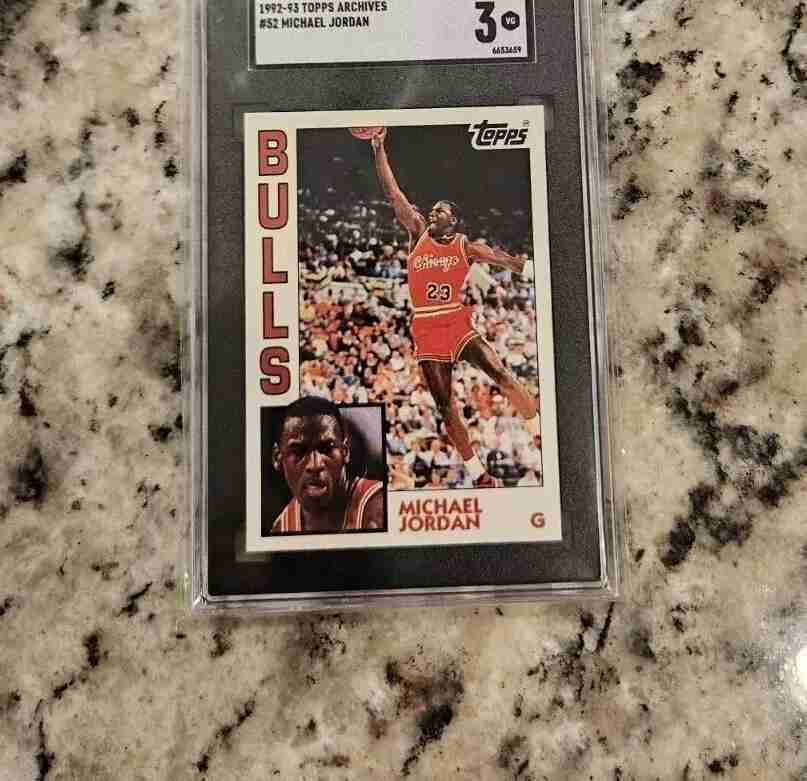 1992-93 TOPPS ARCHIVES
#52 MICHAEL JORDAN
3 VG
6653659
TOPPS
BULLS
Chicago
23
MICHAEL
JORDAN
G